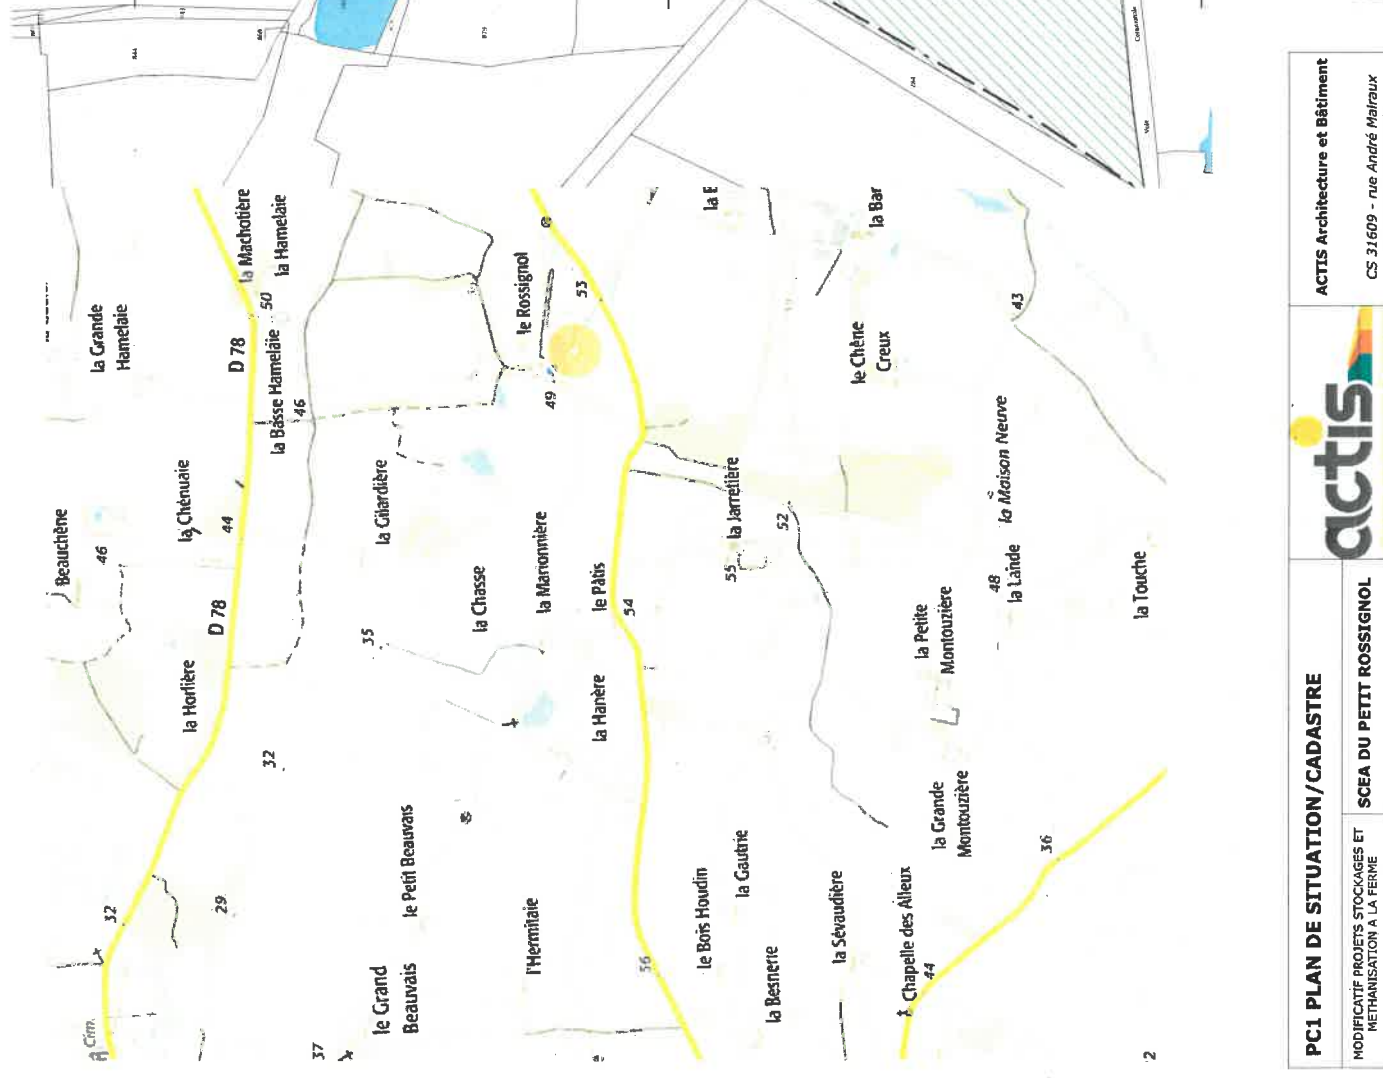 ACTIS Architecture et Bâtiment
CS 31609 - rue André Malraux
actis
PC1 PLAN DE SITUATION/CADASTRE
SCEA DU PETIT ROSSIGNOL
MODIFICATIF PROJETS STOCKAGES ET
METHANISATION A LA FERME
la Machotière
la Hamelaie
50
la Grande
Hamelaie
D 78
la Basse Hamelaie
46
le Rossignol
53
49
la Bar
le Chêne
Creux
43
la Maison Neuve
Beauchêne
46
la Chénuaie
44
D 78
la Gilardière
la Chasse
la Marionnière
le Pâtis
54
35
la Jarretière
55
52
48
la Lande
la Touche
la Petite
Montouzière
la Horlière
32
la Hanère
la Grande
Montouzière
36
le Petit Beauvais
32
29
l'Hermitaie
le Bois Houdin
la Gautrie
la Sévaudière
Chapelle des Alleux
44
la Besnerie
56
le Grand
Beauvais
37
Cim.
2